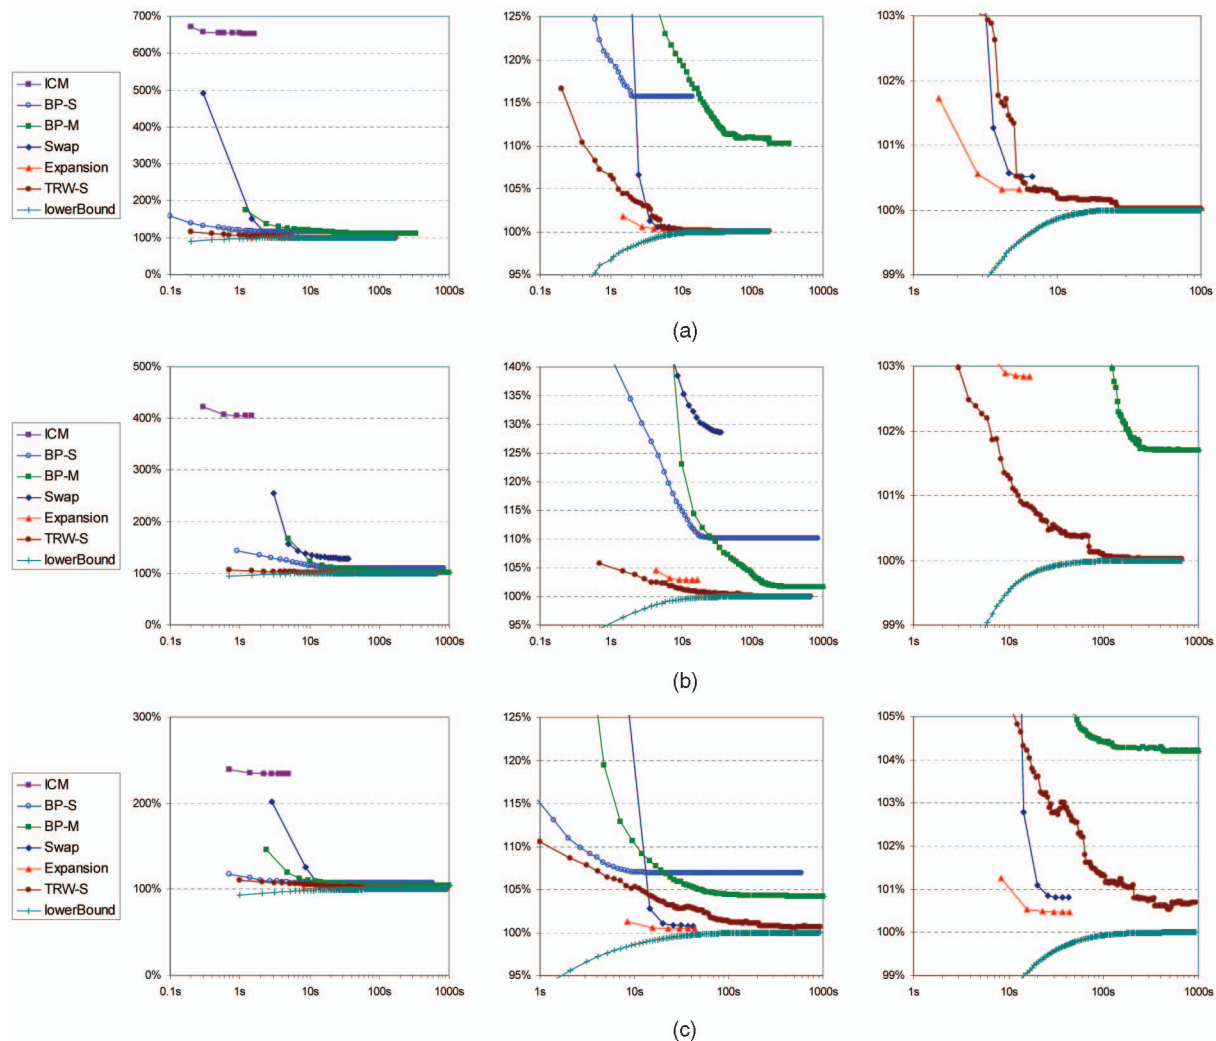 700%
600%
500%
400%
300%
200%
100%
0%
0.1s 1s 10s 100s 1000s
ICM
BP-S
BP-M
Swap
Expansion
TRW-S
lowerBound
125%
120%
115%
110%
105%
100%
95%
0.1s 1s 10s 100s 1000s
103%
102%
101%
100%
99%
1s 10s 100s
(a)
500%
400%
300%
200%
100%
0%
0.1s 1s 10s 100s 1000s
ICM
BP-S
BP-M
Swap
Expansion
TRW-S
lowerBound
140%
135%
130%
125%
120%
115%
110%
105%
100%
95%
0.1s 1s 10s 100s 1000s
103%
102%
101%
100%
99%
1s 10s 100s 1000s
(b)
300%
200%
100%
0%
0.1s 1s 10s 100s 1000s
ICM
BP-S
BP-M
Swap
Expansion
TRW-S
lowerBound
125%
120%
115%
110%
105%
100%
95%
1s 10s 100s 1000s
105%
104%
103%
102%
101%
100%
99%
1s 10s 100s 1000s
(c)